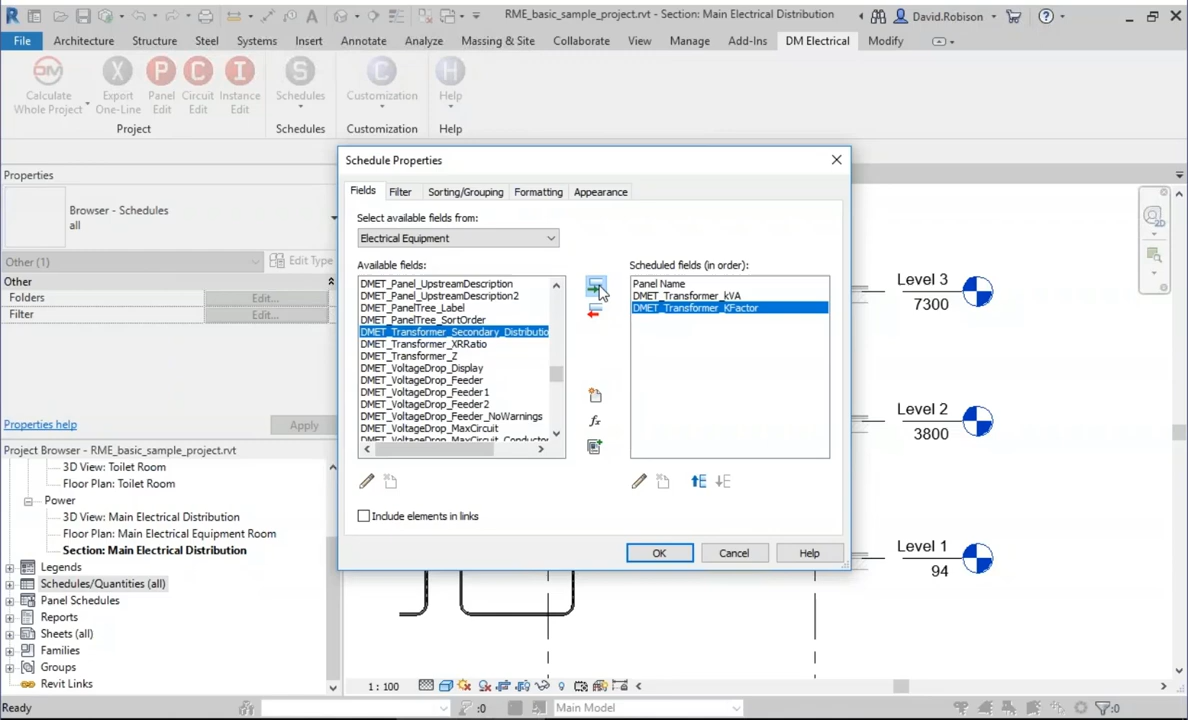 RME_basic_sample_project.rvt - Section: Main Electrical Distribution
David.Robison
File Architecture Structure Steel Systems Insert Annotate Analyze Massing & Site Collaborate View Manage Add-Ins DM Electrical Modify
DM X P C I S C H
Calculate Export Panel Circuit Instance Schedules Customization Help
Whole Project One-Line Edit Edit Edit
Project Schedules Customization Help
Properties
Browser - Schedules
all
Other (1) Edit Type
Other
Folders Edit...
Filter Edit...
Properties help Apply
Project Browser - RME_basic_sample_project.rvt
3D View: Toilet Room
Floor Plan: Toilet Room
Power
3D View: Main Electrical Distribution
Floor Plan: Main Electrical Equipment Room
Section: Main Electrical Distribution
Legends
Schedules/Quantities (all)
Panel Schedules
Reports
Sheets (all)
Families
Groups
Revit Links
Schedule Properties
Fields Filter Sorting/Grouping Formatting Appearance
Select available fields from:
Electrical Equipment
Available fields:
DMET_Panel_UpstreamDescription
DMET_Panel_UpstreamDescription2
DMET_PanelTree_Label
DMET_PanelTree_SortOrder
DMET_Transformer_Secondary_Distributio
DMET_Transformer_XRRatio
DMET_Transformer_Z
DMET_VoltageDrop_Display
DMET_VoltageDrop_Feeder
DMET_VoltageDrop_Feeder1
DMET_VoltageDrop_Feeder2
DMET_VoltageDrop_Feeder_NoWarnings
DMET_VoltageDrop_MaxCircuit
DMET_VoltageDrop_MaxCircuit_Conductor
Scheduled fields (in order):
Panel Name
DMET_Transformer_kVA
DMET_Transformer_KFactor
fx
Include elements in links
OK Cancel Help
Level 3
7300
Level 2
3800
Level 1
94
1 : 100
Ready :0 Main Model :0